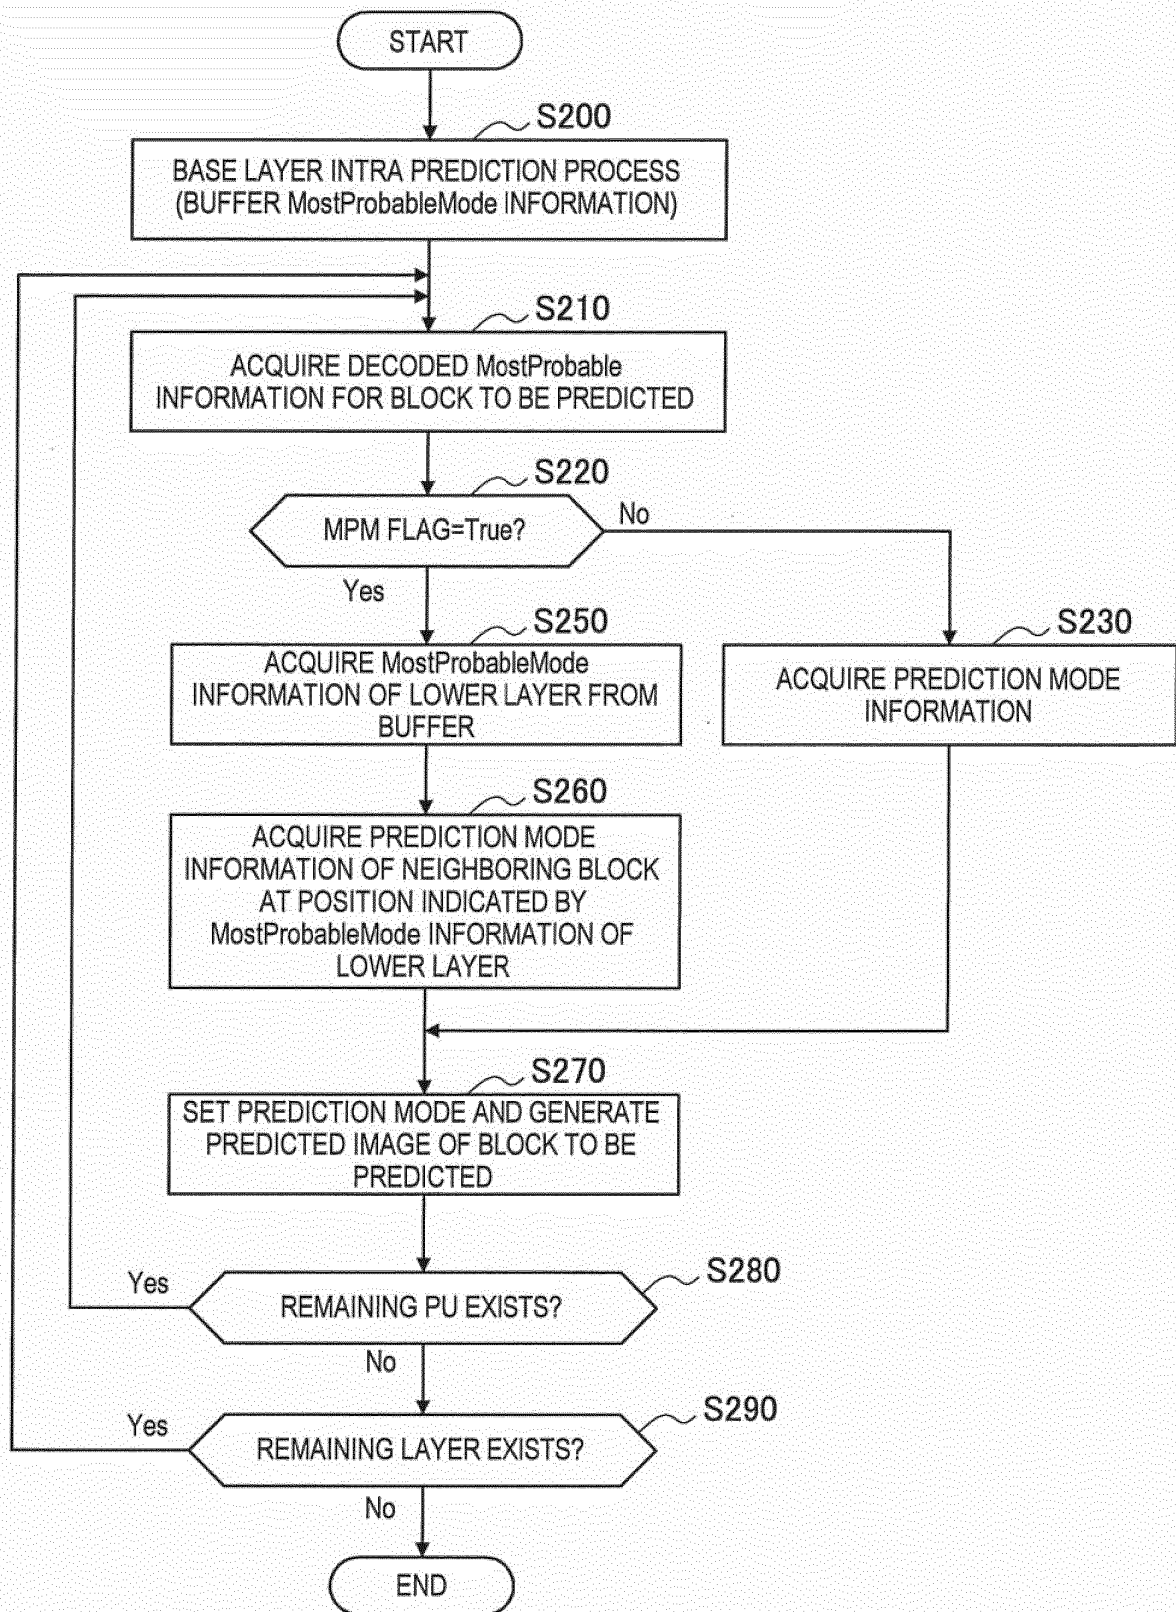 START
S200
BASE LAYER INTRA PREDICTION PROCESS
(BUFFER MostProbableMode INFORMATION)
S210
ACQUIRE DECODED MostProbable
INFORMATION FOR BLOCK TO BE PREDICTED
S220
MPM FLAG=True?
No
Yes
S250
ACQUIRE MostProbableMode
INFORMATION OF LOWER LAYER FROM
BUFFER
S230
ACQUIRE PREDICTION MODE
INFORMATION
S260
ACQUIRE PREDICTION MODE
INFORMATION OF NEIGHBORING BLOCK
AT POSITION INDICATED BY
MostProbableMode INFORMATION OF
LOWER LAYER
S270
SET PREDICTION MODE AND GENERATE
PREDICTED IMAGE OF BLOCK TO BE
PREDICTED
S280
Yes
REMAINING PU EXISTS?
No
S290
Yes
REMAINING LAYER EXISTS?
No
END